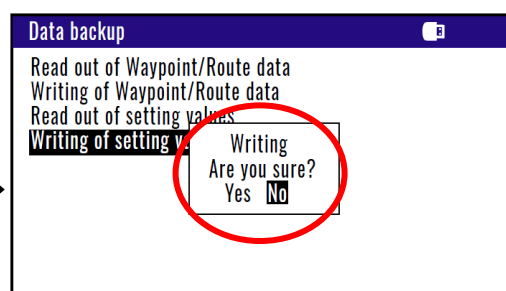 Data backup
Read out of Waypoint/Route data
Writing of Waypoint/Route data
Read out of setting values
Writing of setting
Writing
Are you sure?
Yes No